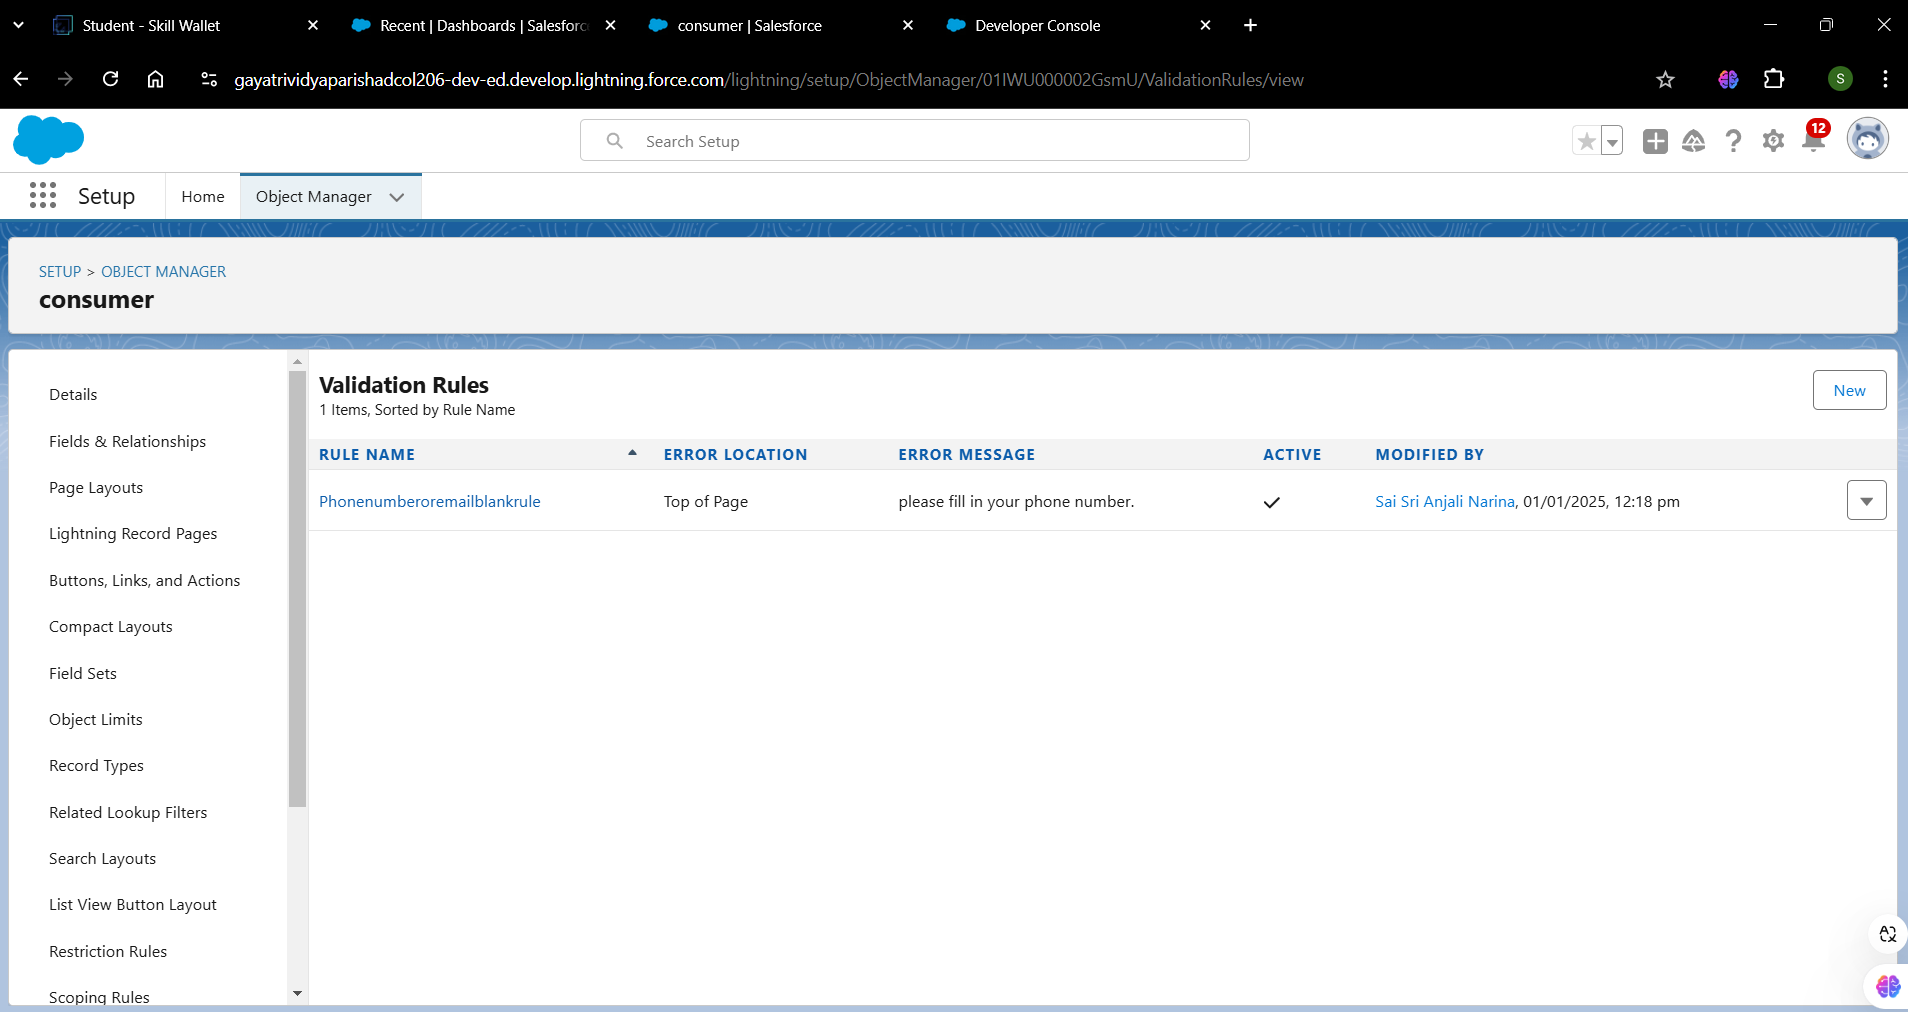 Student - Skill Wallet
Recent | Dashboards | Salesforc
consumer | Salesforce
Developer Console
gayatrividyaparishadcol206-dev-ed.develop.lightning.force.com/lightning/setup/ObjectManager/01IWU000002GsmU/ValidationRules/view
S
Search Setup
12
Setup
Home
Object Manager
SETUP > OBJECT MANAGER
consumer
Details
Fields & Relationships
Page Layouts
Lightning Record Pages
Buttons, Links, and Actions
Compact Layouts
Field Sets
Object Limits
Record Types
Related Lookup Filters
Search Layouts
List View Button Layout
Restriction Rules
Scoping Rules
Validation Rules
1 Items, Sorted by Rule Name
New
RULE NAME ERROR LOCATION ERROR MESSAGE ACTIVE MODIFIED BY
Phonenumberoremailblankrule Top of Page please fill in your phone number. Sai Sri Anjali Narina, 01/01/2025, 12:18 pm